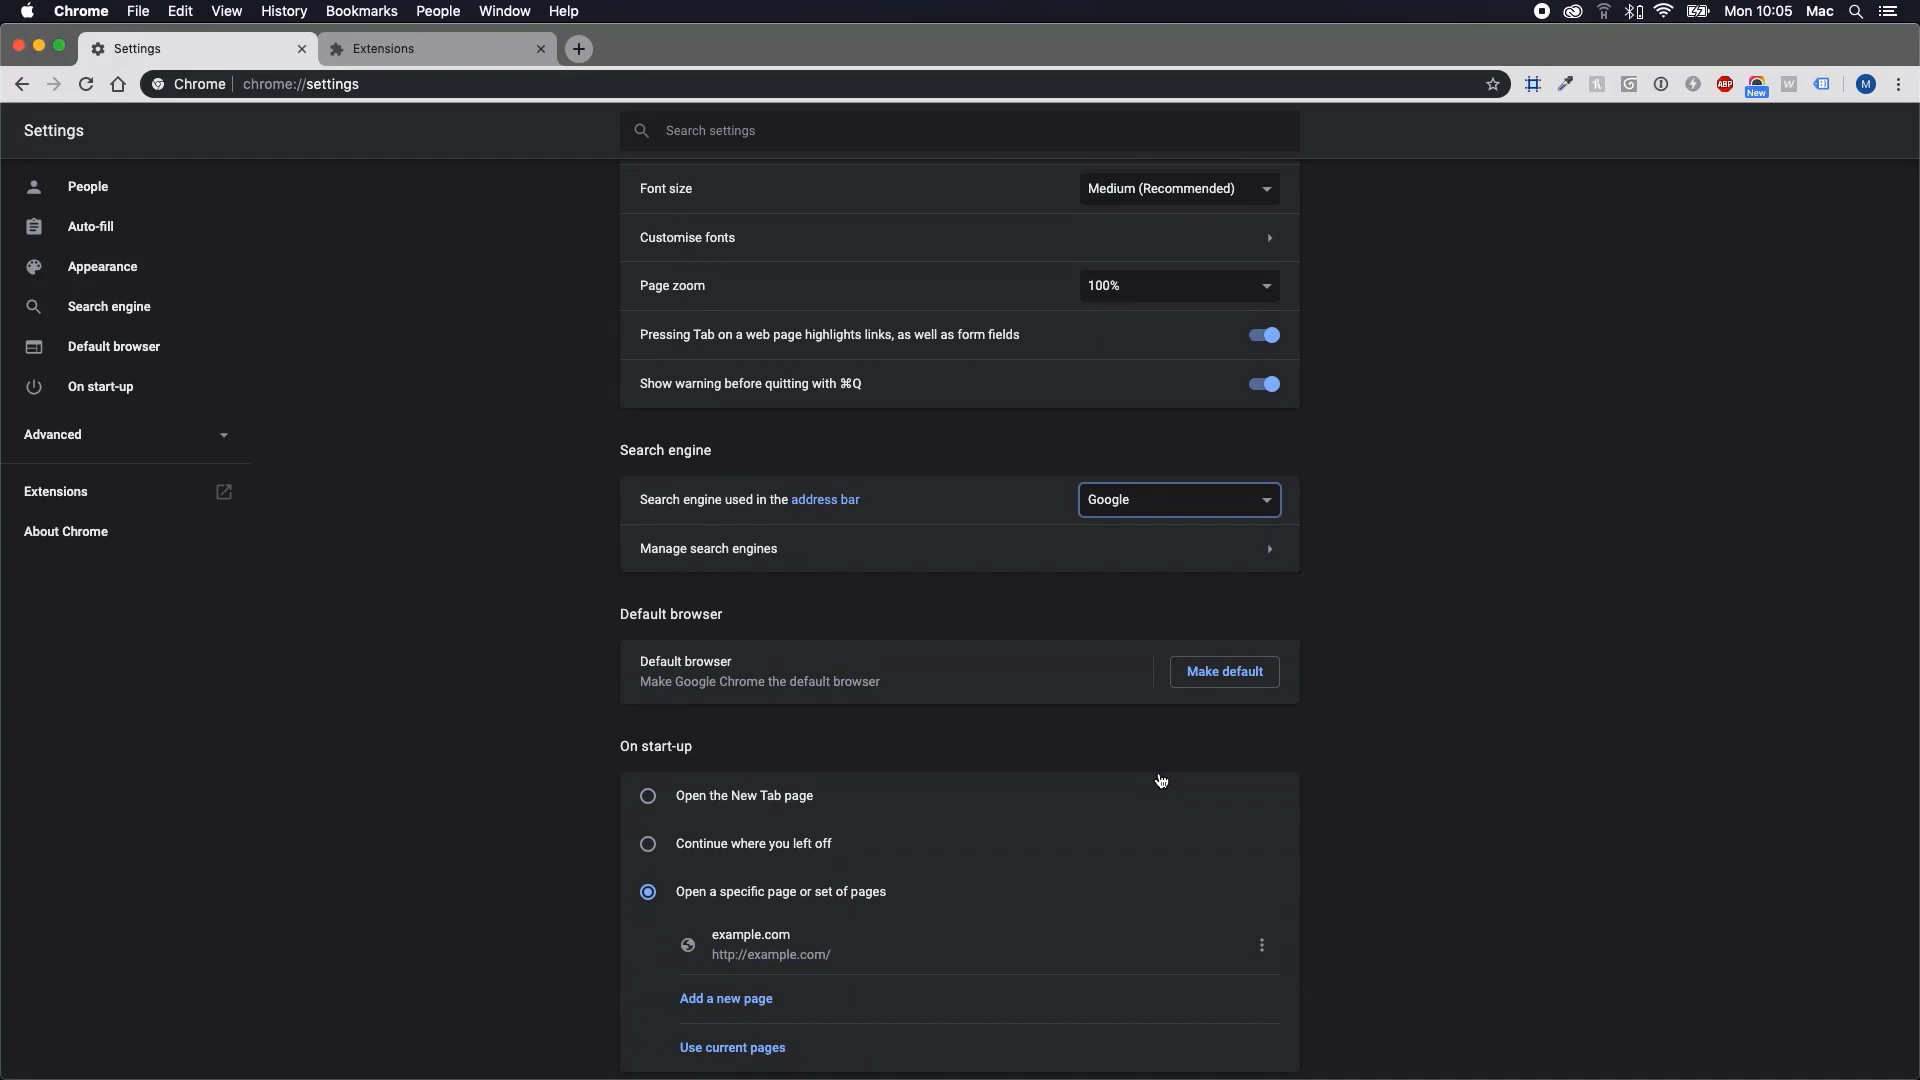 Chrome File Edit View History Bookmarks People Window Help Mon 10:05 Mac
Settings Extensions
Chrome chrome://settings ABP New W M
Settings
Search settings
People
Auto-fill
Appearance
Search engine
Default browser
On start-up
Advanced
Extensions
About Chrome
Font size Medium (Recommended)
Customise fonts
Page zoom 100%
Pressing Tab on a web page highlights links, as well as form fields
Show warning before quitting with ⌘Q
Search engine
Search engine used in the address bar Google
Manage search engines
Default browser
Default browser
Make Google Chrome the default browser
Make default
On start-up
Open the New Tab page
Continue where you left off
Open a specific page or set of pages
example.com
http://example.com/
Add a new page
Use current pages